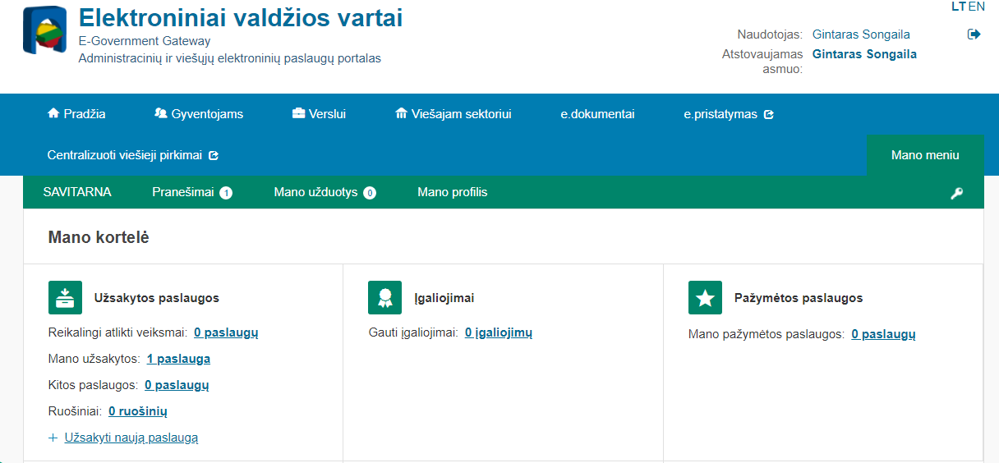 Elektroniniai valdžios vartai
E-Government Gateway
Administracinių ir viešųjų elektroninių paslaugų portalas
LT EN
Naudotojas: Gintaras Songaila
Atstovaujamas asmuo: Gintaras Songaila
Pradžia Gyventojams Verslui Viešajam sektoriui e.dokumentai e.pristatymas
Centralizuoti viešieji pirkimai Mano meniu
SAVITARNA Pranešimai 1 Mano užduotys 0 Mano profilis
Mano kortelė
Užsakytos paslaugos
Reikalingi atlikti veiksmai: 0 paslaugų
Mano užsakytos: 1 paslauga
Kitos paslaugos: 0 paslaugų
Ruošiniai: 0 ruošinių
+ Užsakyti naują paslaugą
Įgaliojimai
Gauti įgaliojimai: 0 įgaliojimų
Pažymėtos paslaugos
Mano pažymėtos paslaugos: 0 paslaugų